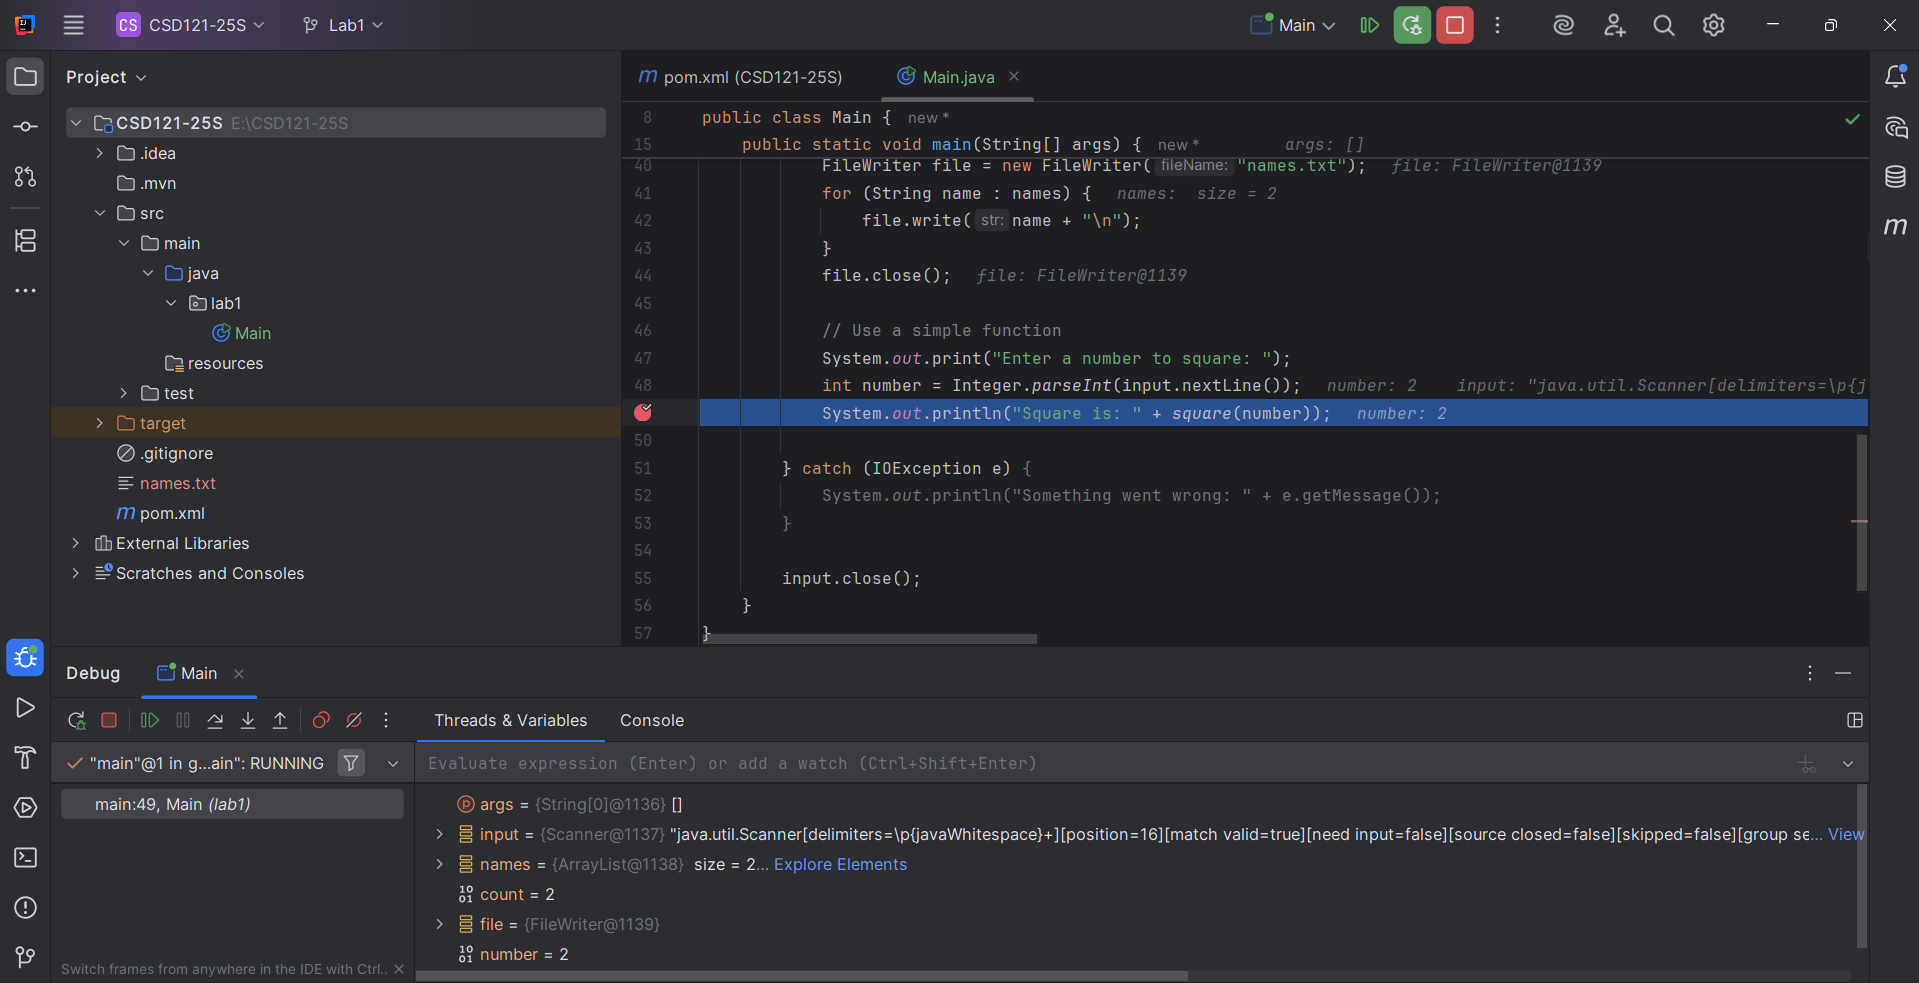 CS CSD121-25S Lab1 Main
Project
pom.xml (CSD121-25S) Main.java
CSD121-25S E:\CSD121-25S
.idea
.mvn
src
main
java
lab1
Main
resources
test
target
.gitignore
names.txt
pom.xml
External Libraries
Scratches and Consoles
8 public class Main { new *
15 public static void main(String[] args) { new * args: []
40 FileWriter file = new FileWriter( fileName: "names.txt"); file: FileWriter@1139
41 for (String name : names) { names: size = 2
42 file.write( str: name + "\n");
43 }
44 file.close(); file: FileWriter@1139
45
46 // Use a simple function
47 System.out.print("Enter a number to square: ");
48 int number = Integer.parseInt(input.nextLine()); number: 2 input: "java.util.Scanner[delimiters=\p{j
System.out.println("Square is: " + square(number)); number: 2
50
51 } catch (IOException e) {
52 System.out.println("Something went wrong: " + e.getMessage());
53 }
54
55 input.close();
56 }
57 }
Debug Main
Threads & Variables Console
"main"@1 in g...ain": RUNNING
Evaluate expression (Enter) or add a watch (Ctrl+Shift+Enter)
main:49, Main (lab1)
args = {String[0]@1136} []
input = {Scanner@1137} "java.util.Scanner[delimiters=\p{javaWhitespace}+][position=16][match valid=true][need input=false][source closed=false][skipped=false][group se... View
names = {ArrayList@1138} size = 2... Explore Elements
count = 2
file = {FileWriter@1139}
number = 2
Switch frames from anywhere in the IDE with Ctrl..